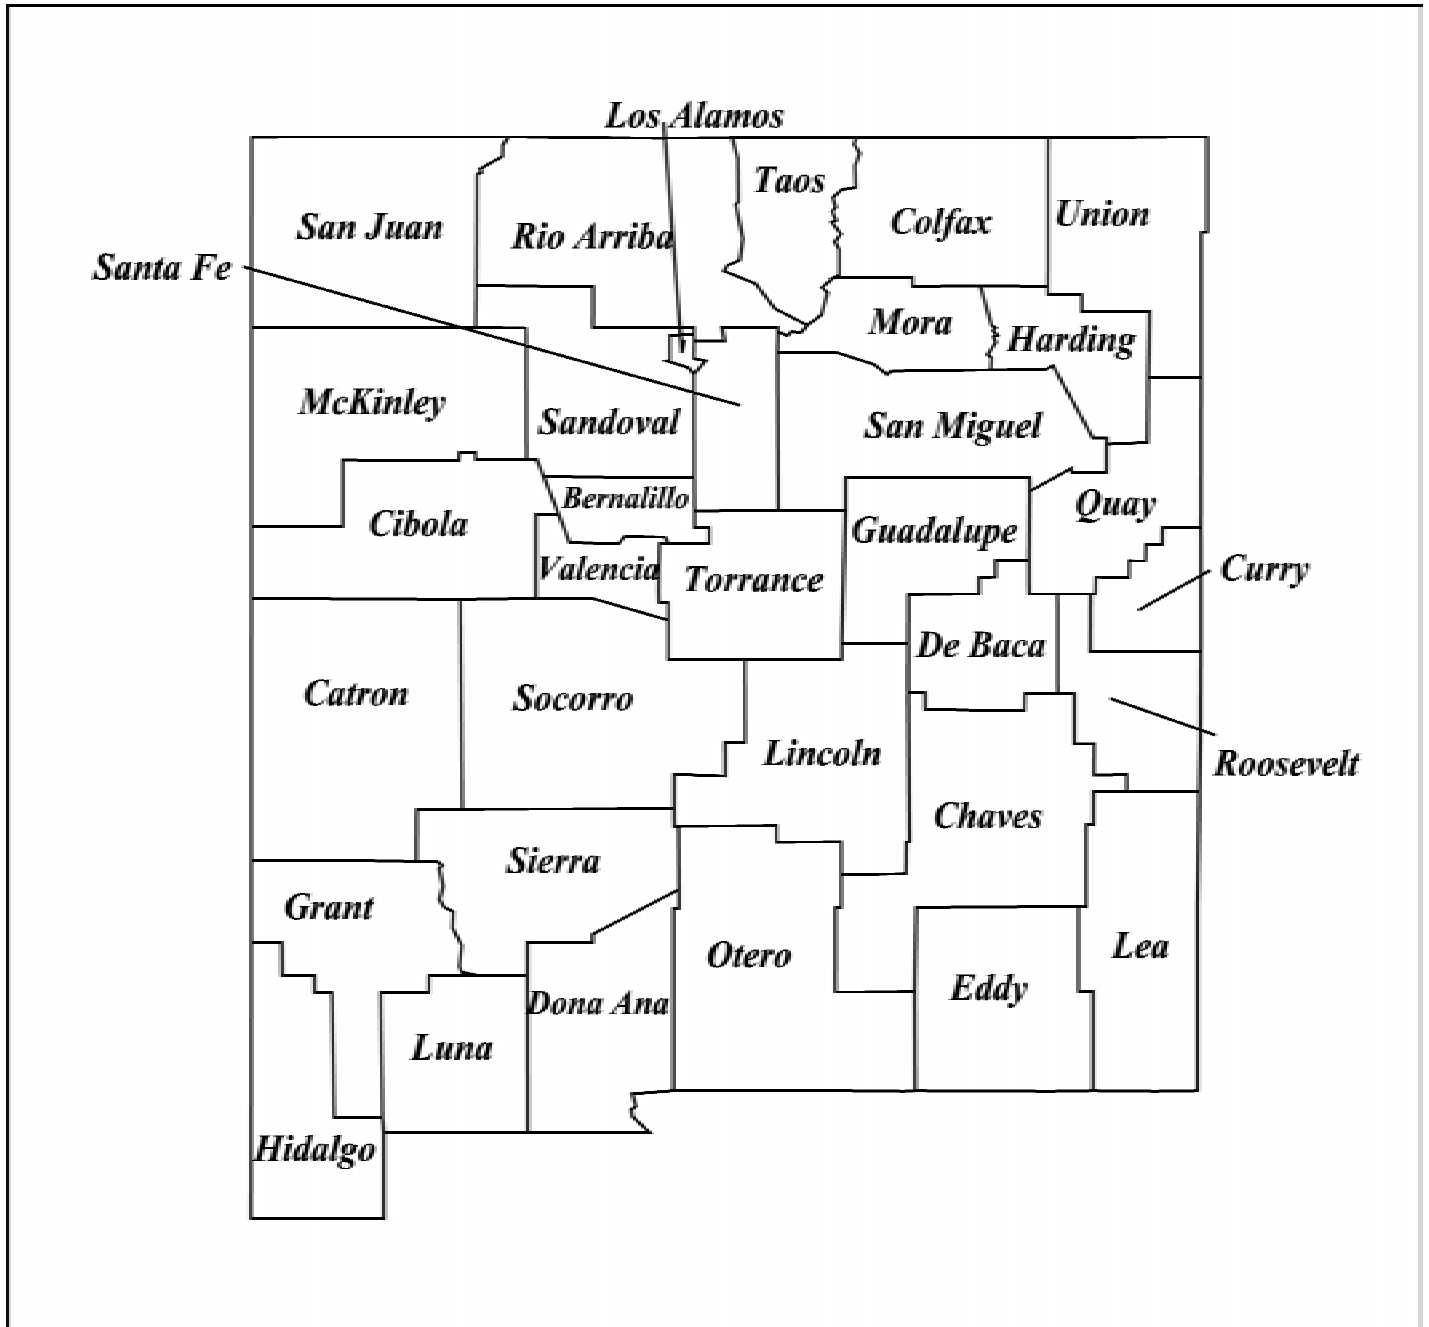 Los Alamos
Taos
San Juan
Rio Arriba
Colfax
Union
Santa Fe
Mora
Harding
McKinley
Sandoval
San Miguel
Bernalillo
Quay
Cibola
Guadalupe
Valencia
Torrance
Curry
De Baca
Catron
Socorro
Lincoln
Roosevelt
Chaves
Sierra
Grant
Otero
Lea
Eddy
Dona Ana
Luna
Hidalgo